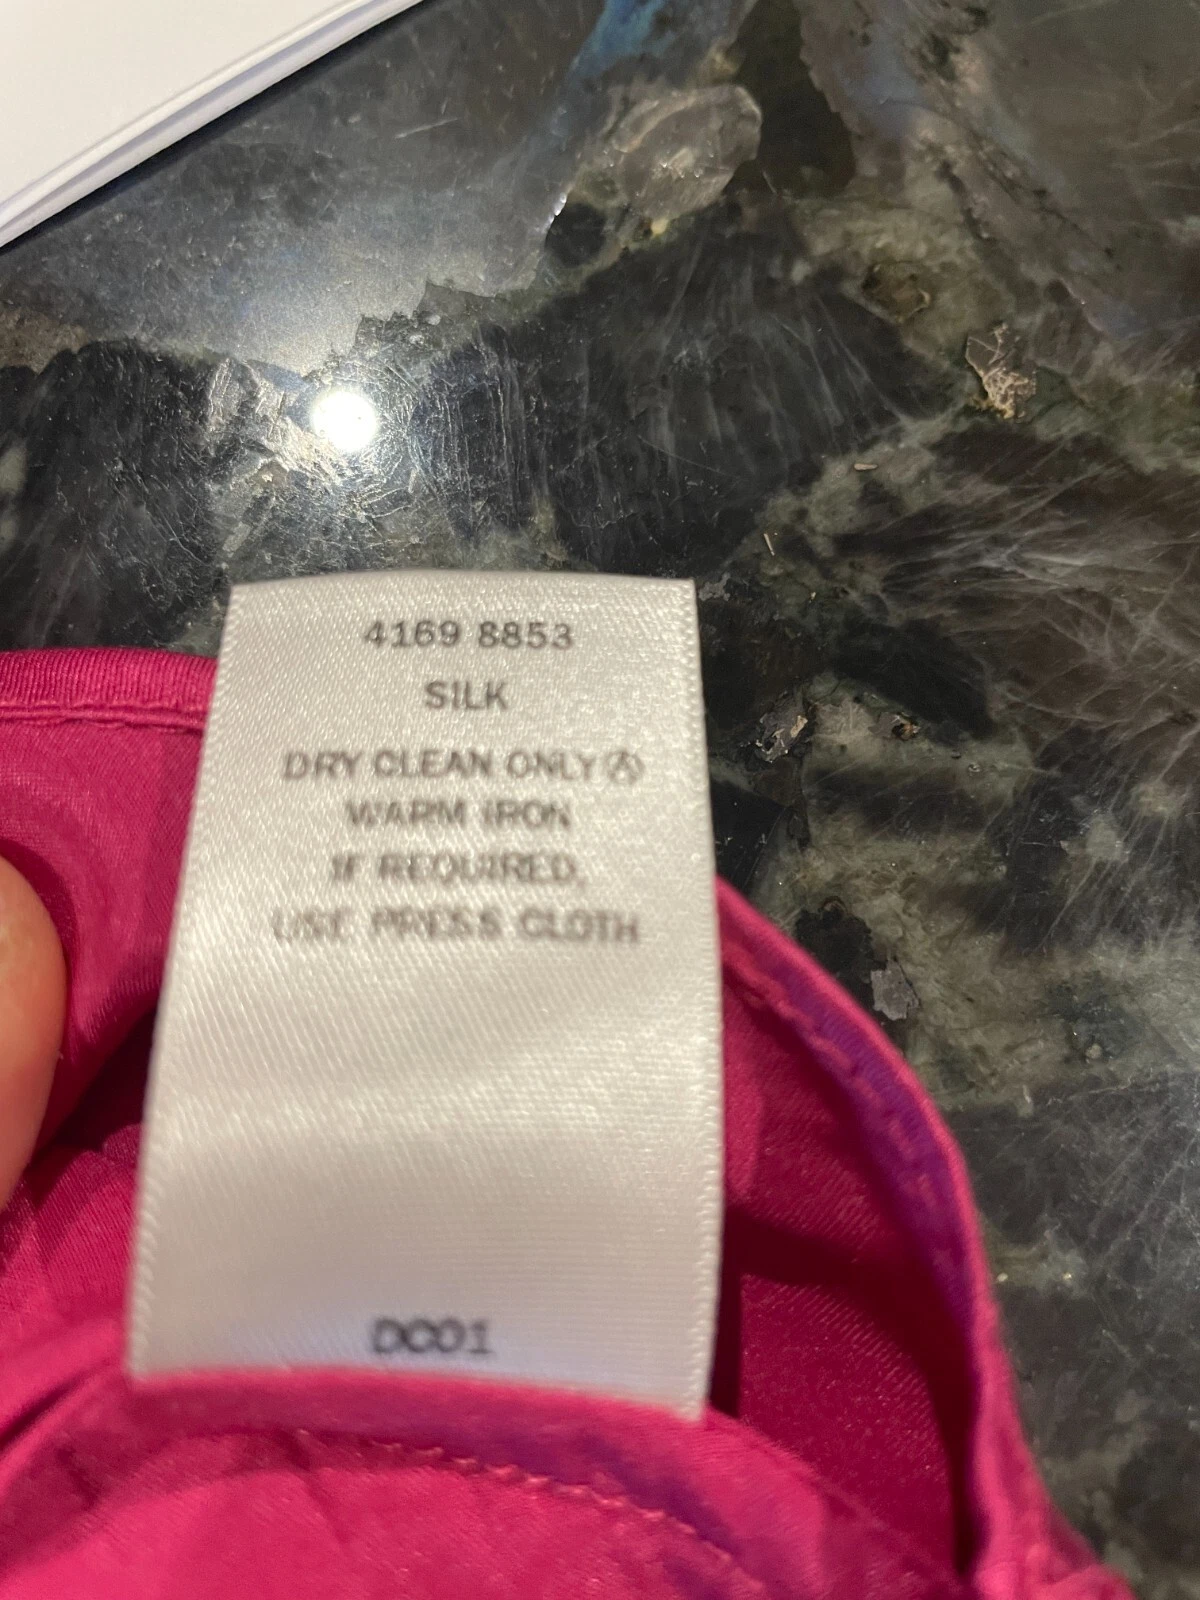 4169 8853
SILK
DRY CLEAN ONLY Ⓐ
WARM IRON
IF REQUIRED,
USE PRESS CLOTH
DC01